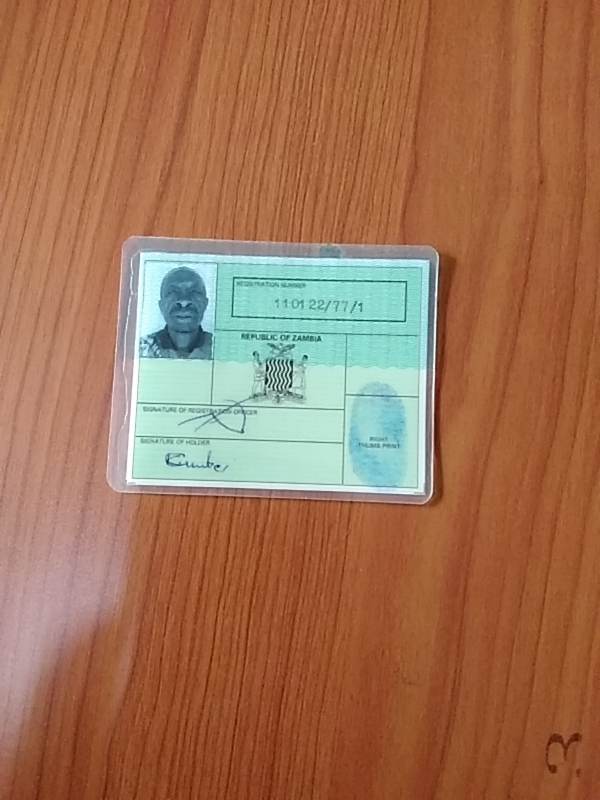 REGISTRATION NUMBER
110122/77/1
REPUBLIC OF ZAMBIA
SIGNATURE OF REGISTRATION OFFICER
SIGNATURE OF HOLDER
RIGHT
THUMB PRINT